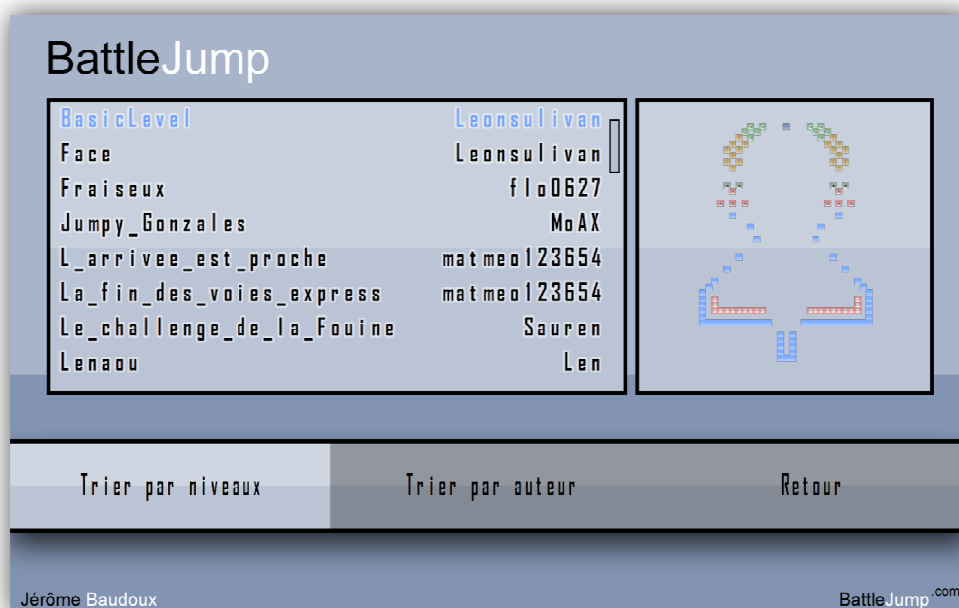 BattleJump
BasicLevel Leonsulivan
Face Leonsulivan
Fraiseux flo0627
Jumpy_Gonzales MoAX
L_arrivee_est_proche matmeo123654
La_fin_des_voies_express matmeo123654
Le_challenge_de_la_Fouine Sauren
Lenaou Len
Trier par niveaux Trier par auteur Retour
Jérôme Baudoux BattleJump.com